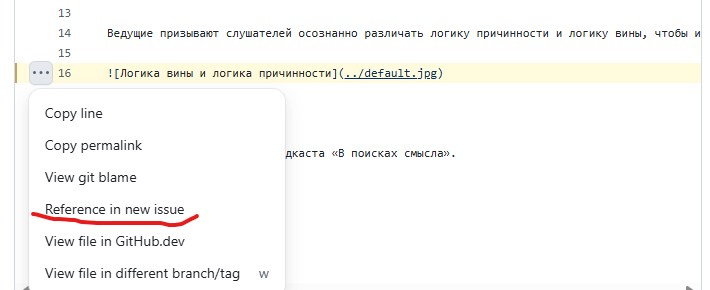 13
14 Ведущие призывают слушателей осознанно различать логику причинности и логику вины, чтобы и
15
16 ![Логика вины и логика причинности](../default.jpg)
Copy line
Copy permalink
дкаста «В поисках смысла».
View git blame
Reference in new issue
View file in GitHub.dev
View file in different branch/tag w